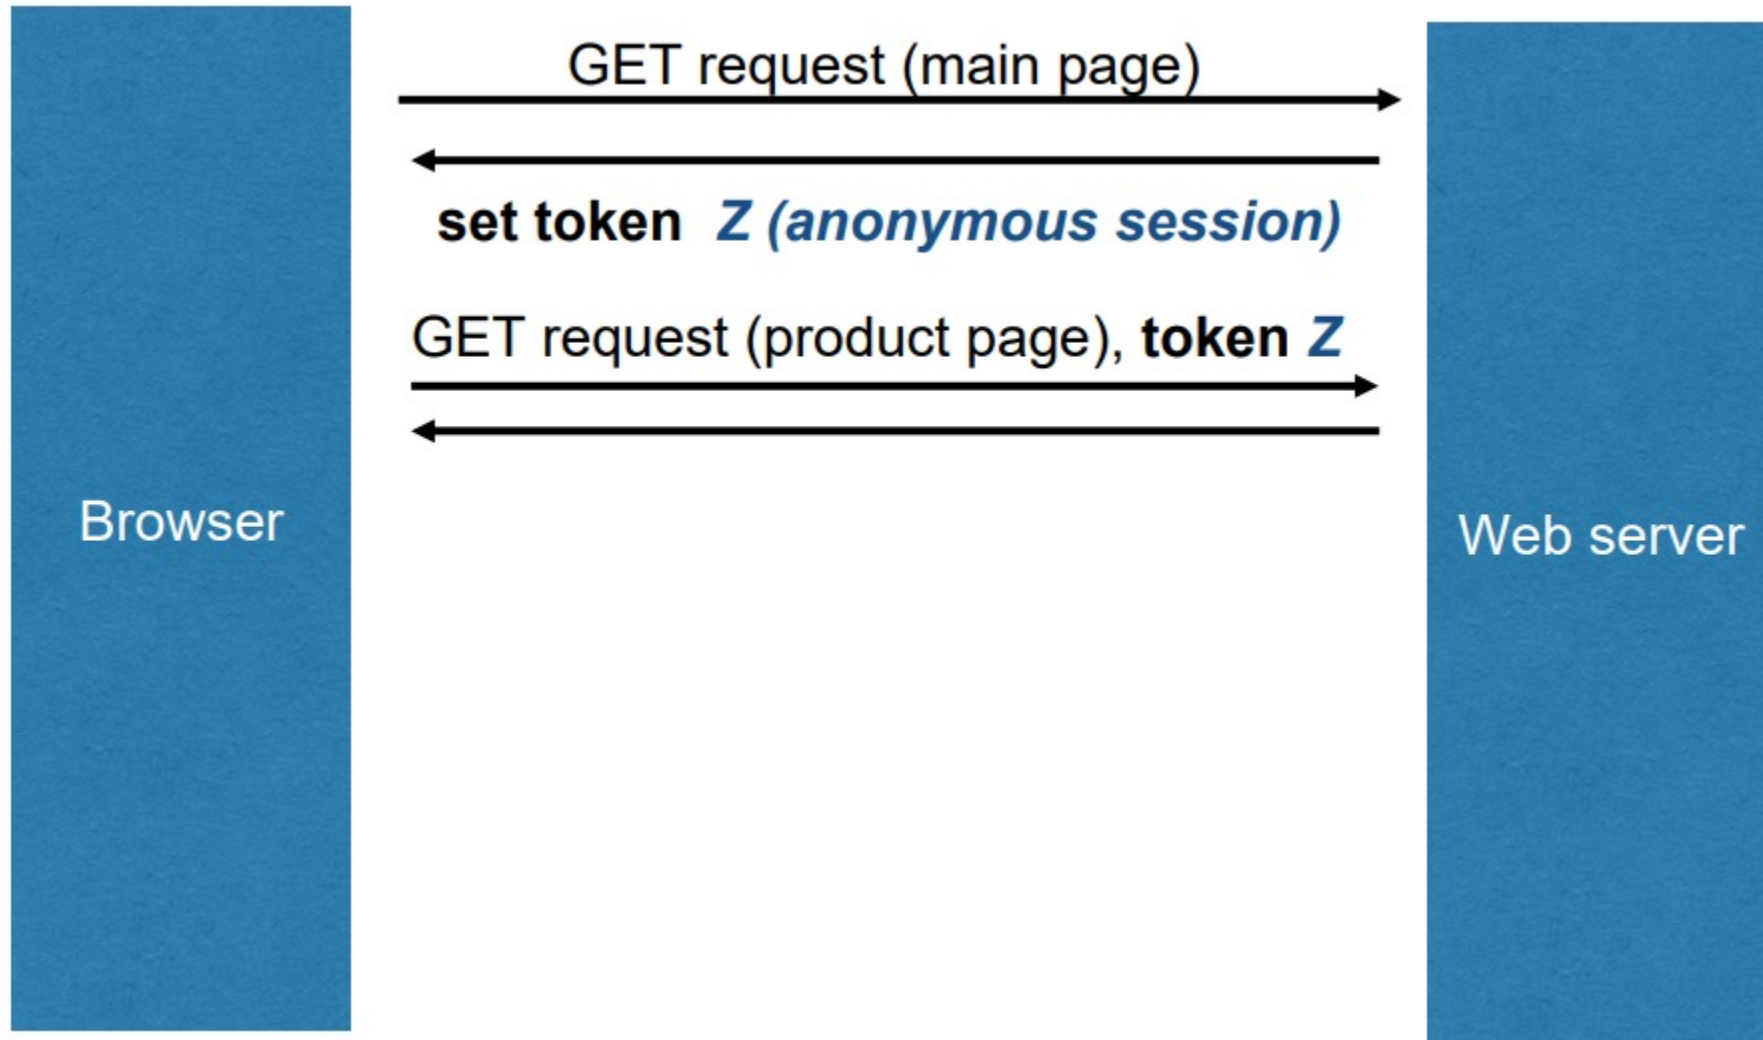 GET request (main page)
set token Z (anonymous session)
GET request (product page), token Z
Browser
Web server